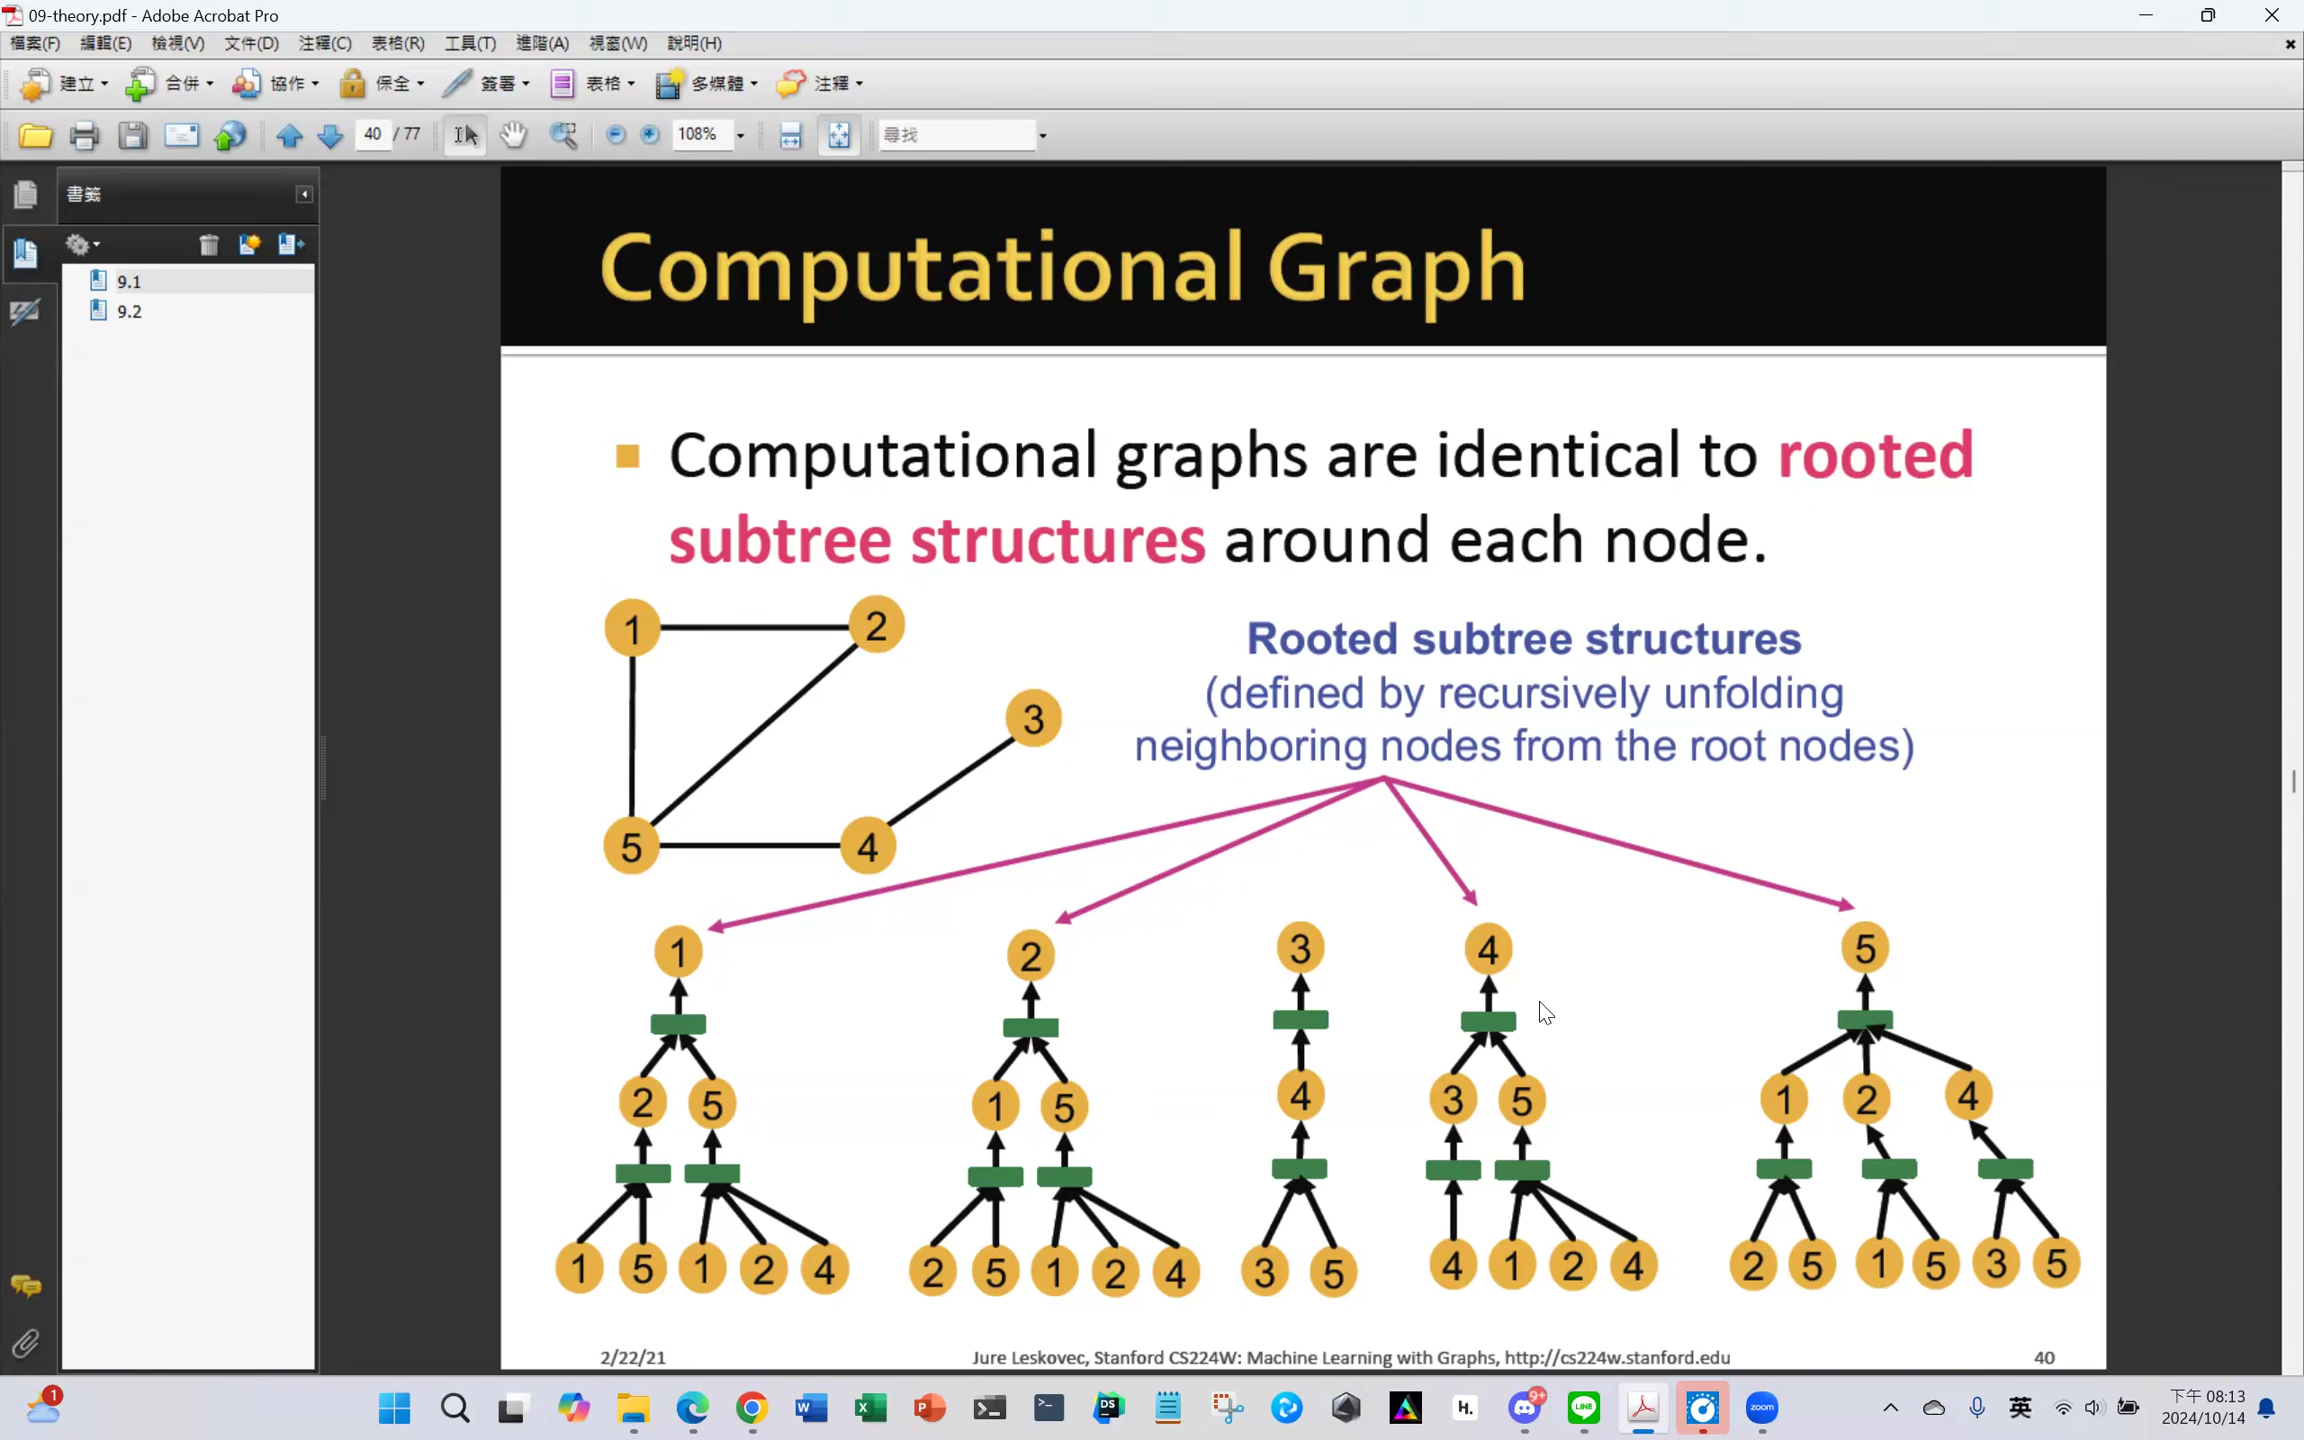 09-theory.pdf - Adobe Acrobat Pro
檔案(F) 編輯(E) 檢視(V) 文件(D) 注釋(C) 表格(R) 工具(T) 進階(A) 視窗(W) 說明(H)
建立 合併 協作 保全 簽署 表格 多媒體 注釋
40 / 77 108% 尋找
書籤
9.1
9.2
Computational Graph
Computational graphs are identical to rooted
subtree structures around each node.
1 2
3
5 4
Rooted subtree structures
(defined by recursively unfolding
neighboring nodes from the root nodes)
1 2 3 4 5
2 5 1 5 4 3 5 1 2 4
1 5 1 2 4 2 5 1 2 4 3 5 4 1 2 4 2 5 1 5 3 5
2/22/21 Jure Leskovec, Stanford CS224W: Machine Learning with Graphs, http://cs224w.stanford.edu 40
1 W X P DS h. 9+ LINE zoom 英 下午 08:13
2024/10/14